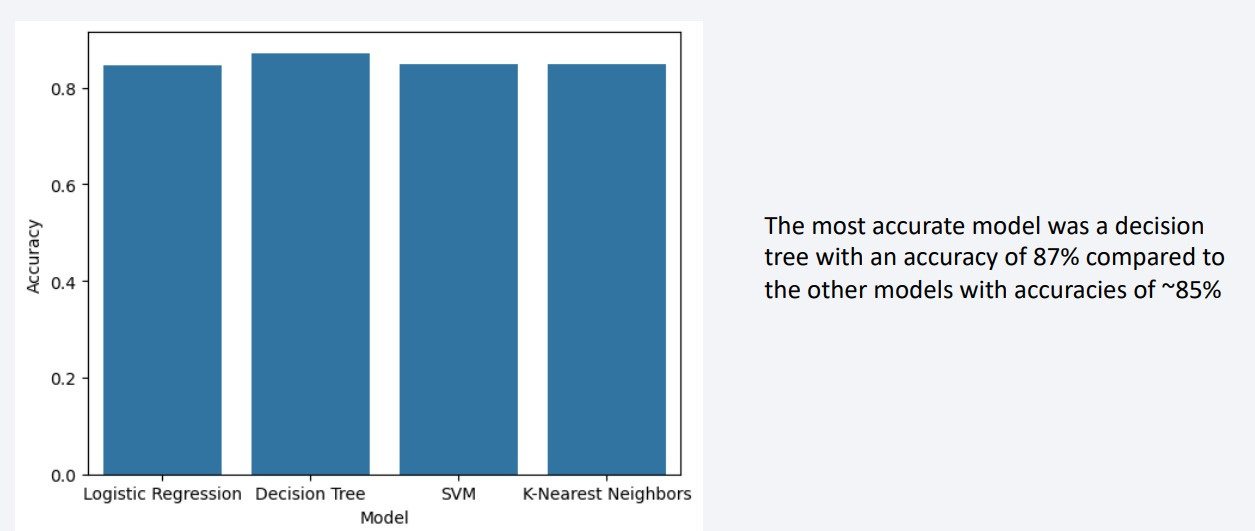 0.8
0.6
0.4
0.2
0.0
Accuracy
Logistic Regression Decision Tree SVM K-Nearest Neighbors
Model
The most accurate model was a decision
tree with an accuracy of 87% compared to
the other models with accuracies of ~85%